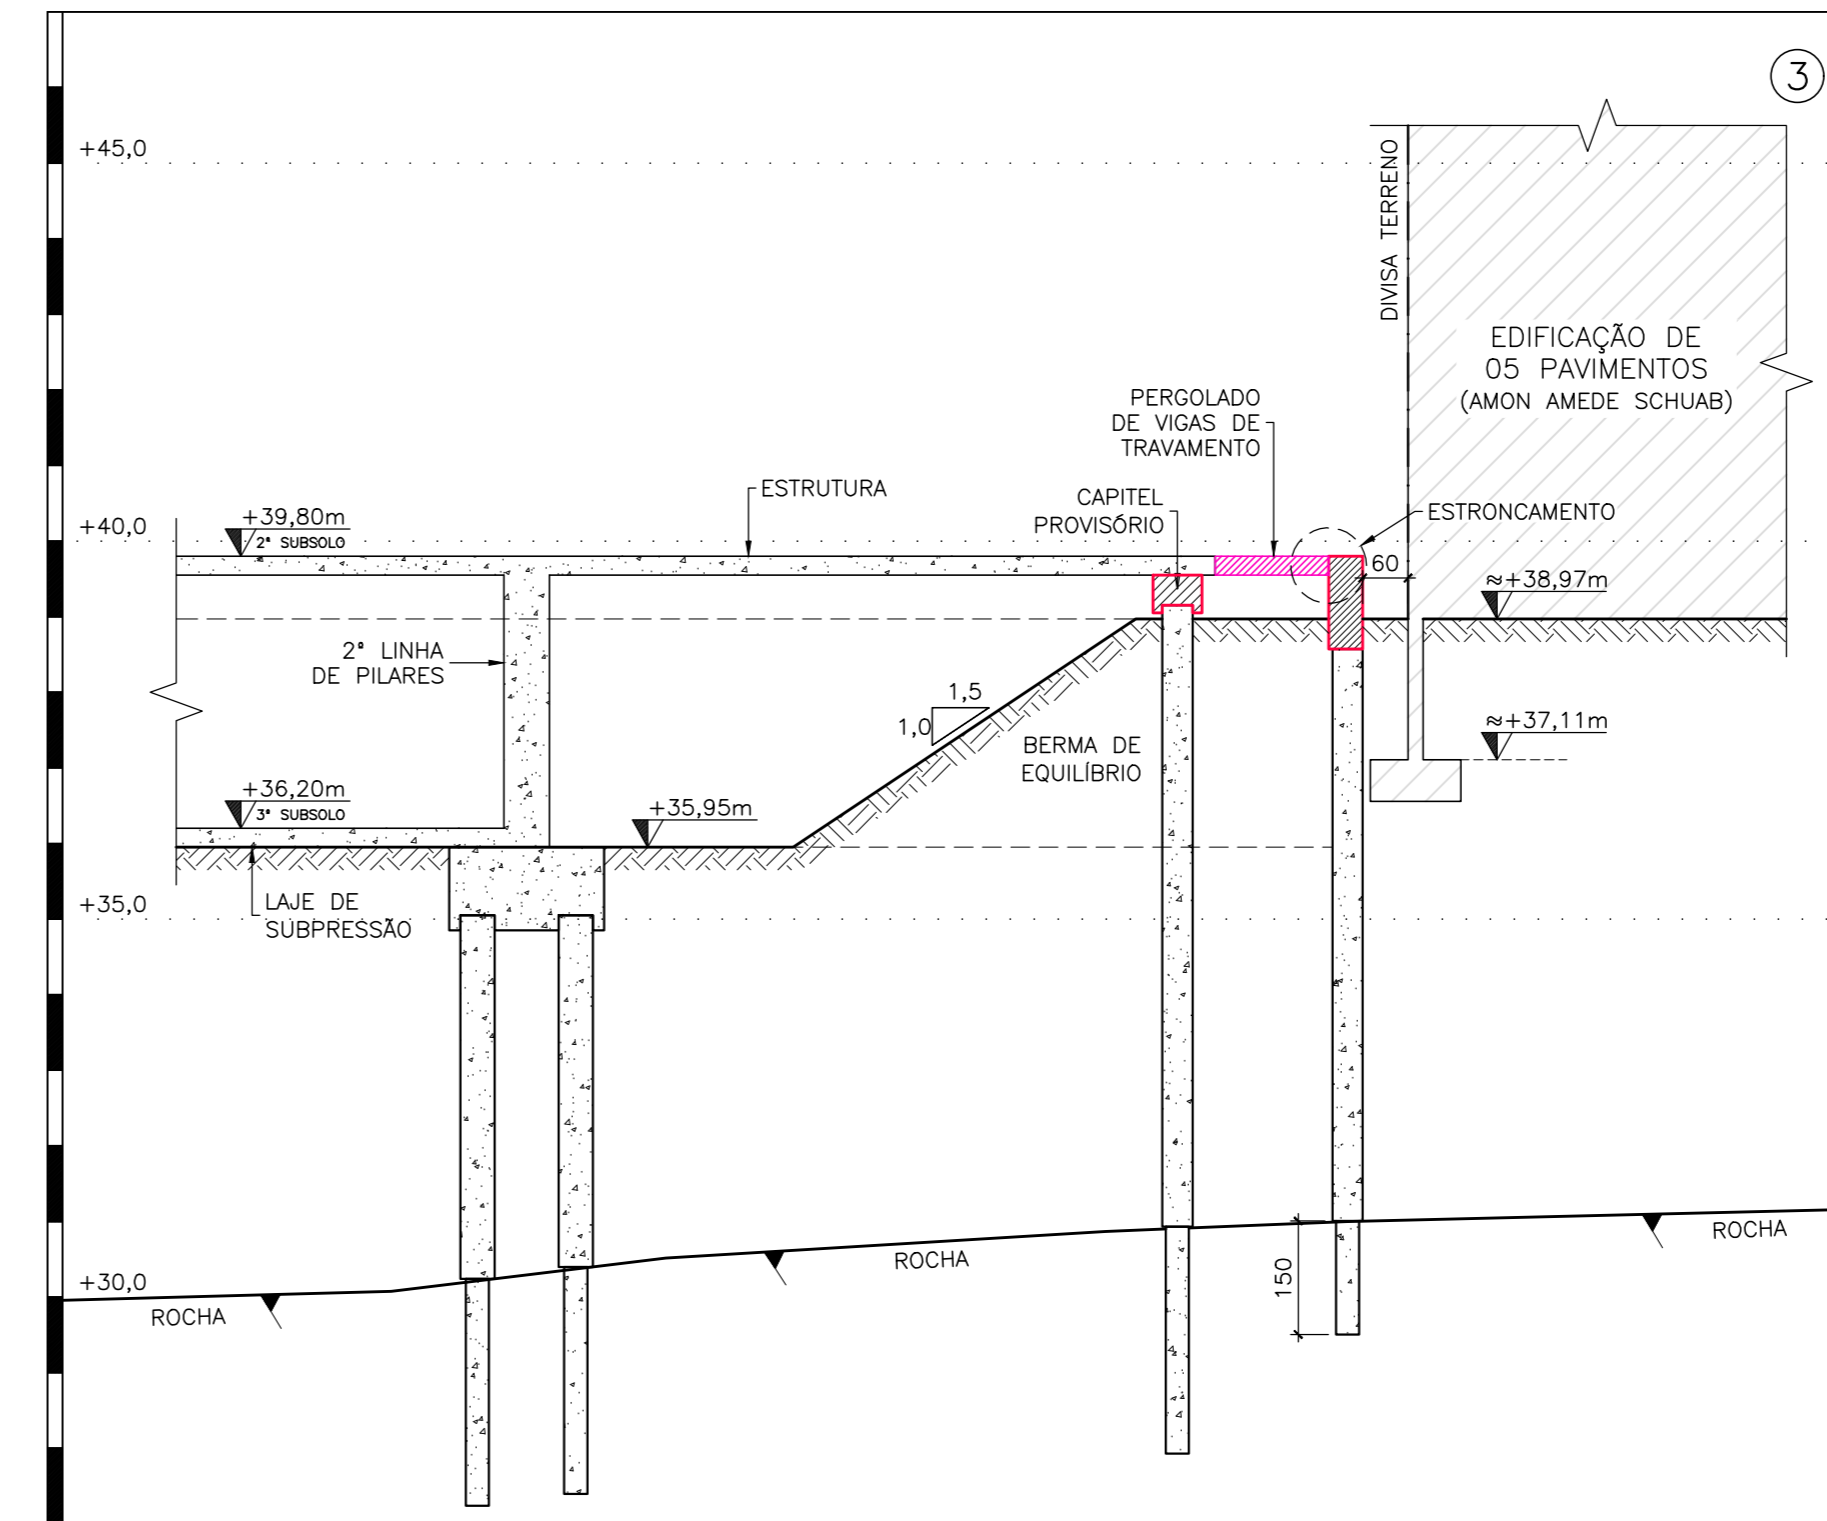 3
+45,0
DIVISA TERRENO
EDIFICAÇÃO DE
05 PAVIMENTOS
(AMON AMEDE SCHUAB)
PERGOLADO
DE VIGAS DE
TRAVAMENTO
ESTRUTURA
CAPITEL
PROVISÓRIO
ESTRONCAMENTO
+40,0
+39,80m
2º SUBSOLO
60
≈+38,97m
2ª LINHA
DE PILARES
1,5
1,0
BERMA DE
EQUILÍBRIO
≈+37,11m
+36,20m
3º SUBSOLO
+35,95m
+35,0
LAJE DE
SUBPRESSÃO
ROCHA
ROCHA
150
+30,0
ROCHA